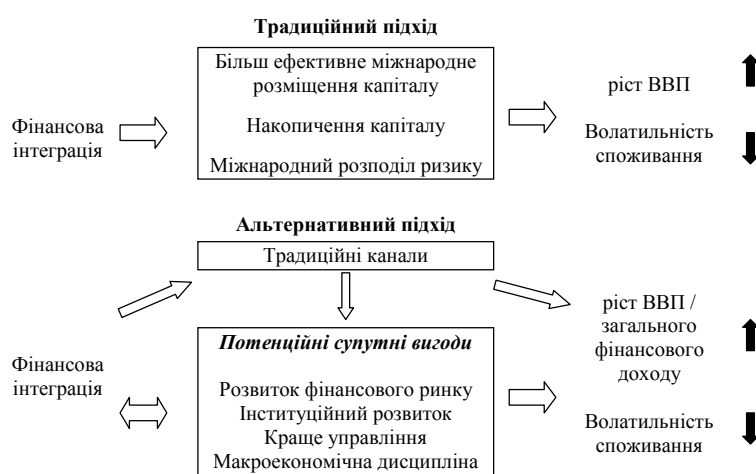 Традиційний підхід
Фінансова
інтеграція
Більш ефективне міжнародне
розміщення капіталу
Накопичення капіталу
Міжнародний розподіл ризику
ріст ВВП
Волатильність
споживання
Альтернативний підхід
Традиційні канали
Фінансова
інтеграція
Потенційні супутні вигоди
Розвиток фінансового ринку
Інституційний розвиток
Краще управління
Макроекономічна дисципліна
ріст ВВП /
загального
фінансового
доходу
Волатильність
споживання